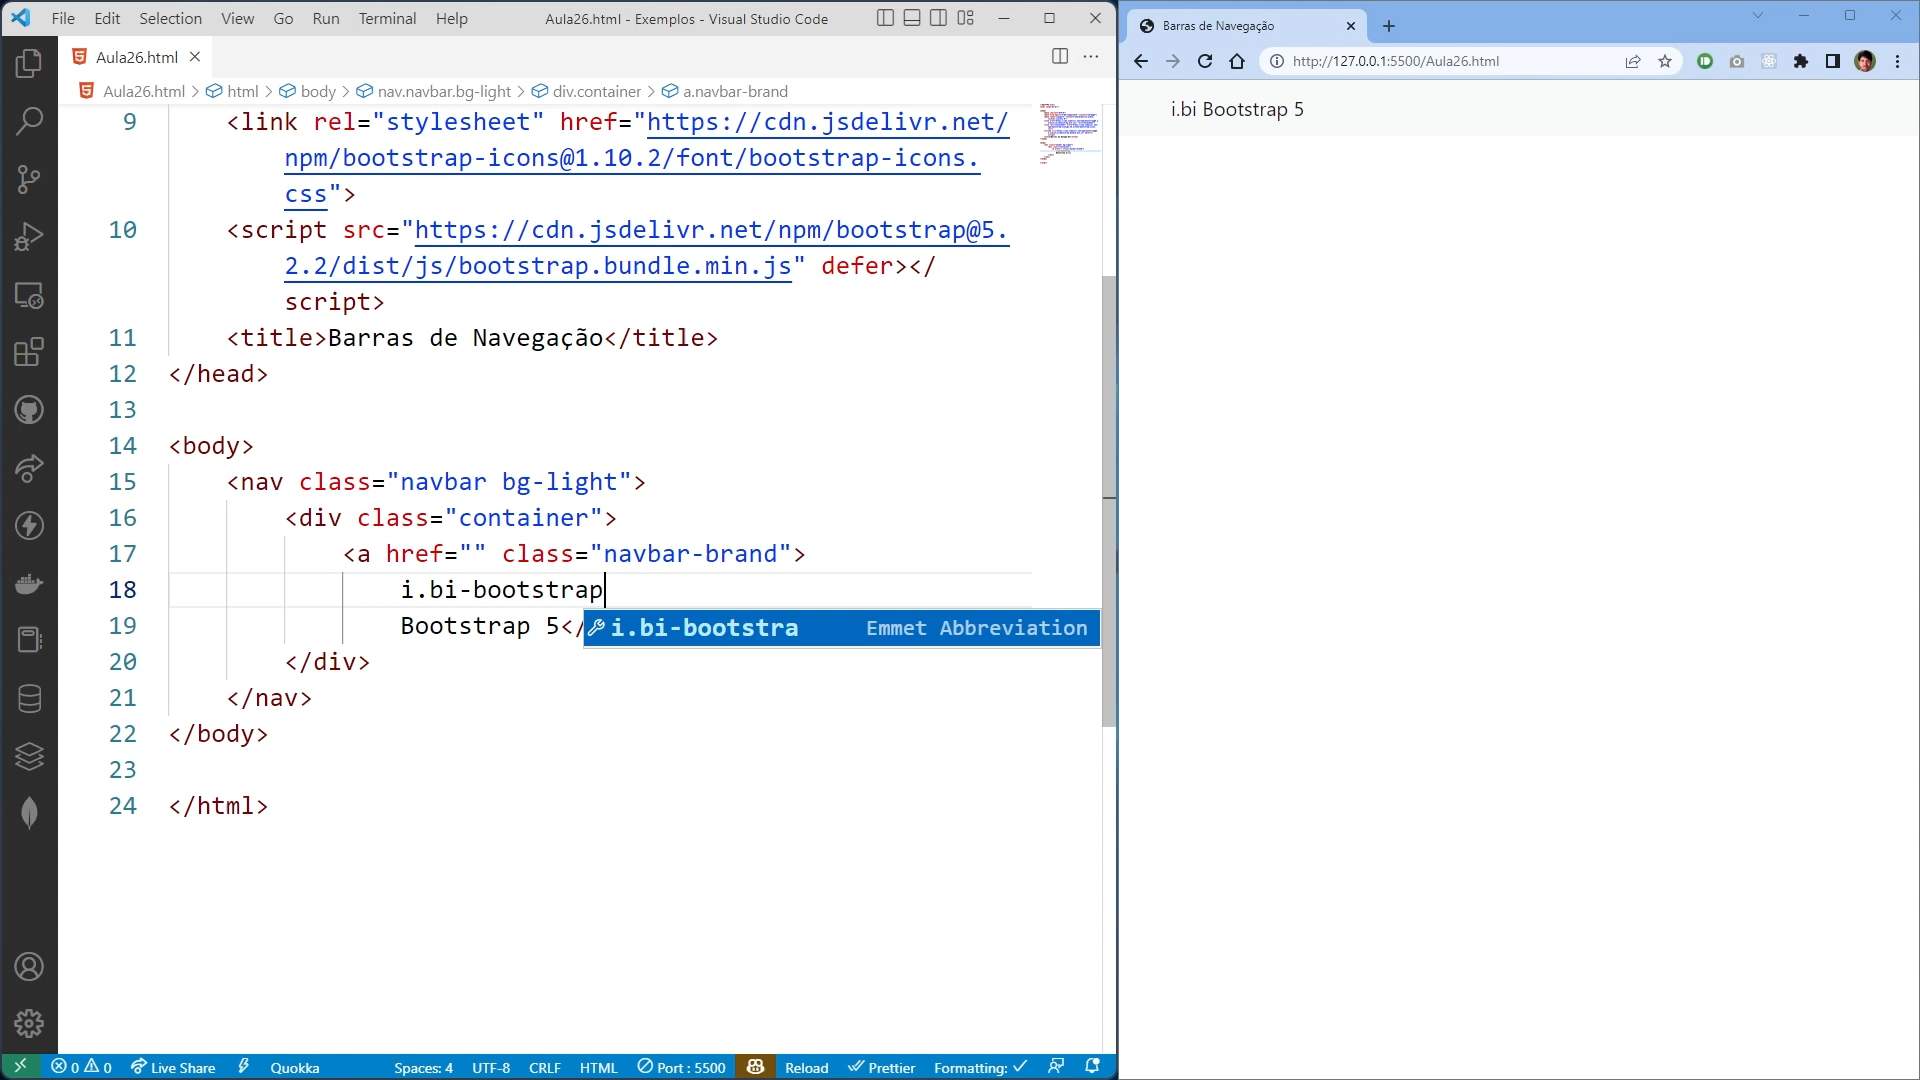 File Edit Selection View Go Run Terminal Help Aula26.html - Exemplos - Visual Studio Code
Aula26.html
Aula26.html > html > body > nav.navbar.bg-light > div.container > a.navbar-brand
9 <link rel="stylesheet" href="https://cdn.jsdelivr.net/
npm/bootstrap-icons@1.10.2/font/bootstrap-icons.
css">
10 <script src="https://cdn.jsdelivr.net/npm/bootstrap@5.
2.2/dist/js/bootstrap.bundle.min.js" defer></
script>
11 <title>Barras de Navegação</title>
12 </head>
13
14 <body>
15 <nav class="navbar bg-light">
16 <div class="container">
17 <a href="" class="navbar-brand">
18 i.bi-bootstrap
19 Bootstrap 5</
i.bi-bootstra Emmet Abbreviation
20 </div>
21 </nav>
22 </body>
23
24 </html>
0 0 Live Share Quokka Spaces: 4 UTF-8 CRLF HTML Port : 5500 Reload Prettier Formatting:
Barras de Navegação
http://127.0.0.1:5500/Aula26.html
i.bi Bootstrap 5